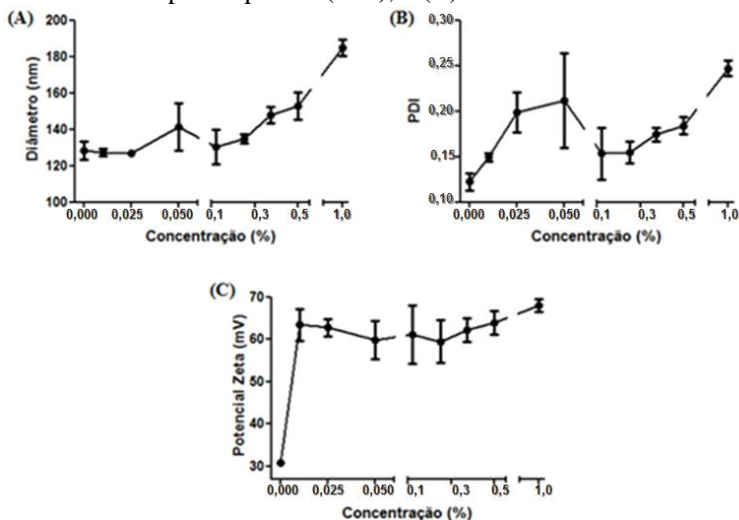 (A)
Diâmetro (nm)
200
180
160
140
120
100
0,000 0,025 0,050 0,1 0,3 0,5 1,0
Concentração (%)
(B)
PDI
0,30
0,25
0,20
0,15
0,10
0,000 0,025 0,050 0,1 0,3 0,5 1,0
Concentração (%)
(C)
Potencial Zeta (mV)
70
60
50
40
30
0,000 0,025 0,050 0,1 0,3 0,5 1,0
Concentração (%)